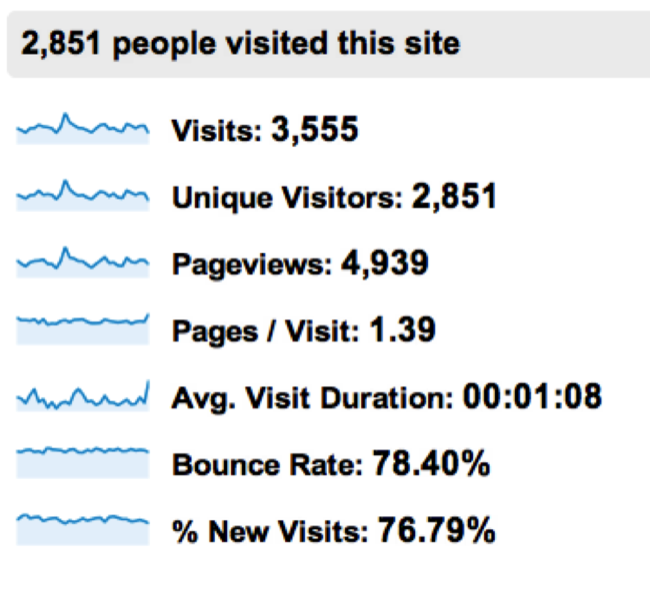 2,851 people visited this site
Visits: 3,555
Unique Visitors: 2,851
Pageviews: 4,939
Pages / Visit: 1.39
Avg. Visit Duration: 00:01:08
Bounce Rate: 78.40%
% New Visits: 76.79%